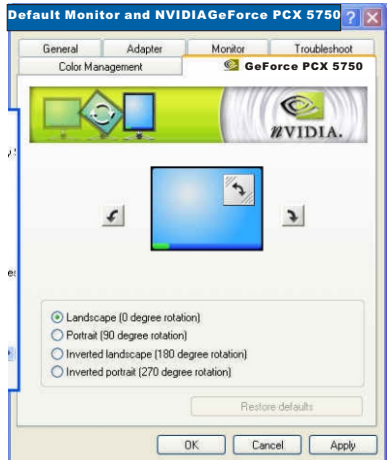 Default Monitor and NVIDIAGeForce PCX 5750
General Adapter Monitor Troubleshoot
Color Management GeForce PCX 5750
nVIDIA.
Landscape (0 degree rotation)
Portrait (90 degree rotation)
Inverted landscape (180 degree rotation)
Inverted portrait (270 degree rotation)
Restore defaults
OK Cancel Apply